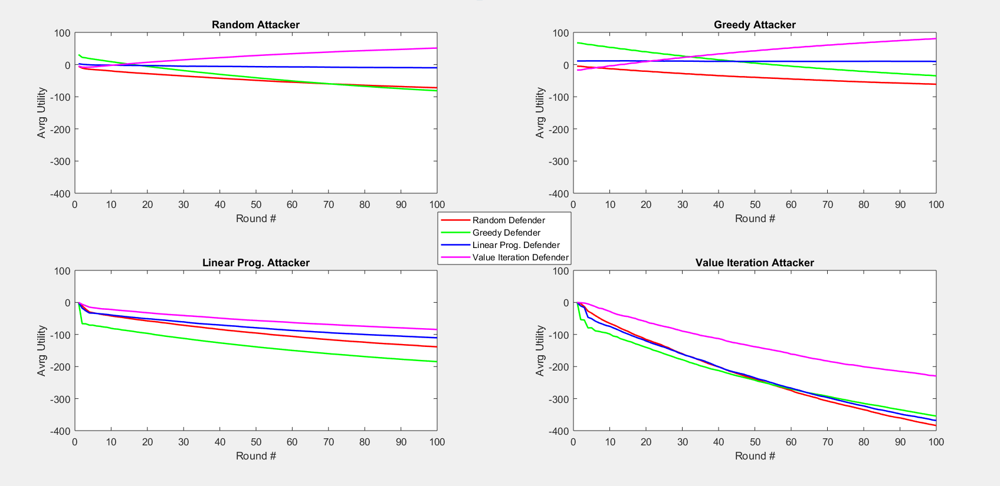 Random Attacker
100
0
-100
-200
-300
-400
Avrg Utility
0 10 20 30 40 50 60 70 80 90 100
Round #
Greedy Attacker
100
0
-100
-200
-300
-400
Avrg Utility
0 10 20 30 40 50 60 70 80 90 100
Round #
Random Defender
Greedy Defender
Linear Prog. Defender
Value Iteration Defender
Linear Prog. Attacker
100
0
-100
-200
-300
-400
Avrg Utility
0 10 20 30 40 50 60 70 80 90 100
Round #
Value Iteration Attacker
100
0
-100
-200
-300
-400
Avrg Utility
0 10 20 30 40 50 60 70 80 90 100
Round #